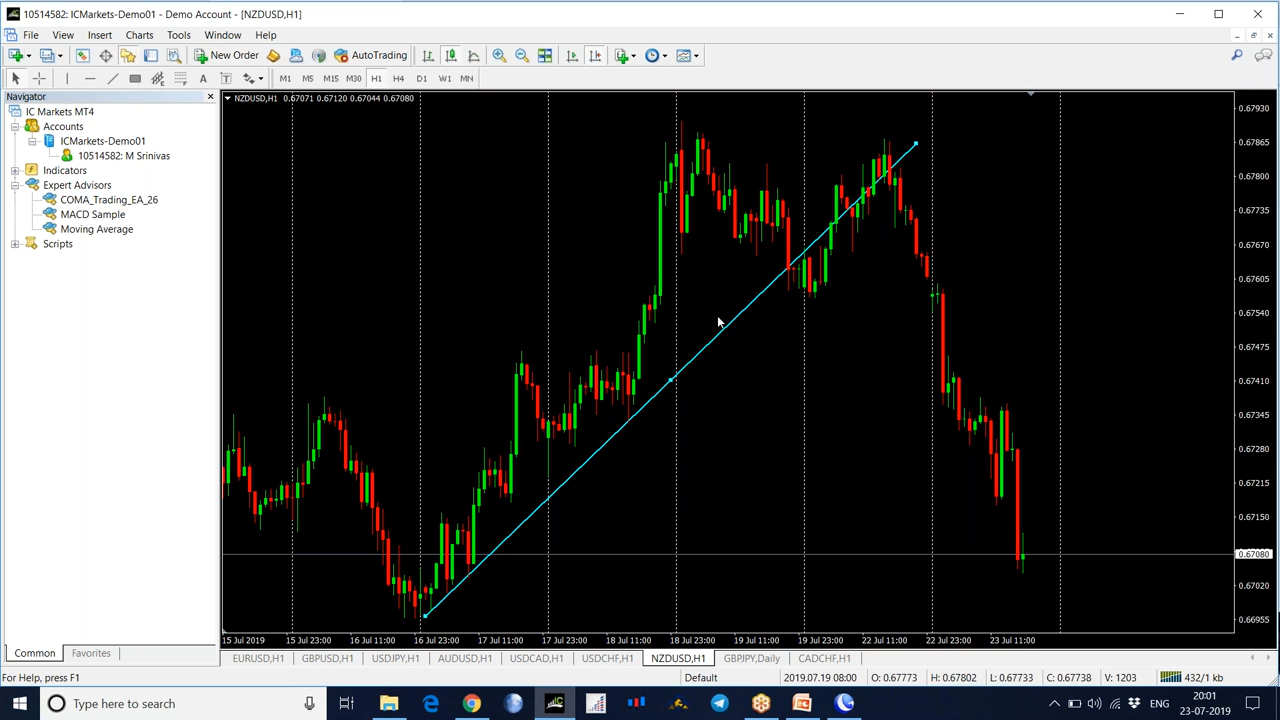 10514582: ICMarkets-Demo01 - Demo Account - [NZDUSD,H1]
File View Insert Charts Tools Window Help
New Order AutoTrading
A T M1 M5 M15 M30 H1 H4 D1 W1 MN
Navigator
IC Markets MT4
Accounts
ICMarkets-Demo01
10514582: M Srinivas
Indicators
Expert Advisors
COMA_Trading_EA_26
MACD Sample
Moving Average
Scripts
Common Favorites
NZDUSD,H1 0.67071 0.67120 0.67044 0.67080
0.67930
0.67865
0.67800
0.67735
0.67670
0.67605
0.67540
0.67475
0.67410
0.67345
0.67280
0.67215
0.67150
0.67080
0.67020
0.66955
15 Jul 2019 15 Jul 23:00 16 Jul 11:00 16 Jul 23:00 17 Jul 11:00 17 Jul 23:00 18 Jul 11:00 18 Jul 23:00 19 Jul 11:00 19 Jul 23:00 22 Jul 11:00 22 Jul 23:00 23 Jul 11:00
EURUSD,H1 GBPUSD,H1 USDJPY,H1 AUDUSD,H1 USDCAD,H1 USDCHF,H1 NZDUSD,H1 GBPJPY,Daily CADCHF,H1
For Help, press F1 Default 2019.07.19 08:00 O: 0.67773 H: 0.67802 L: 0.67733 C: 0.67738 V: 1203 432/1 kb
Type here to search ENG 20:01
23-07-2019